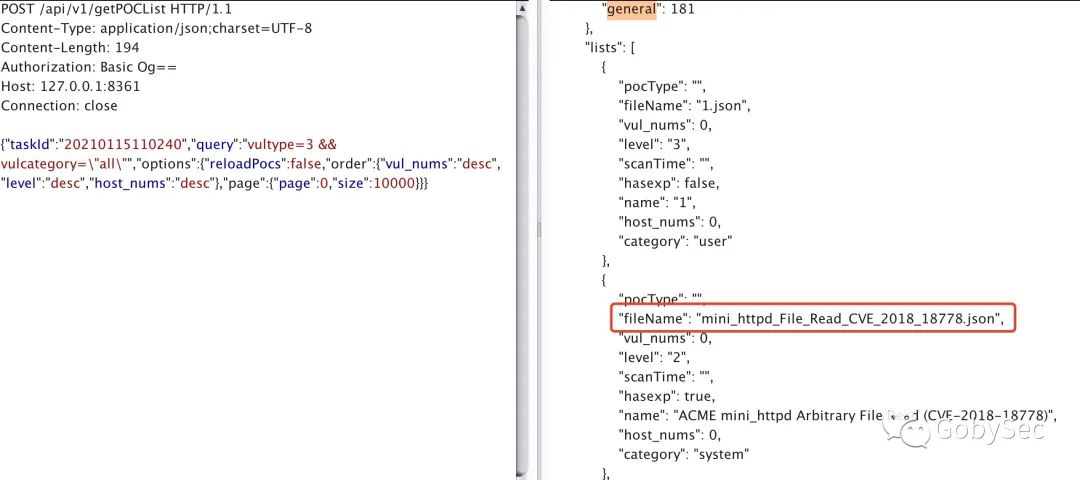 POST /api/v1/getPOCList HTTP/1.1
Content-Type: application/json;charset=UTF-8
Content-Length: 194
Authorization: Basic Og==
Host: 127.0.0.1:8361
Connection: close
{"taskId":"20210115110240","query":"vultype=3 &&
vulcategory=\"all\"","options":{"reloadPocs":false,"order":{"vul_nums":"desc",
"level":"desc","host_nums":"desc"},"page":{"page":0,"size":10000}}}
"general": 181
},
"lists": [
{
"pocType": "",
"fileName": "1.json",
"vul_nums": 0,
"level": "3",
"scanTime": "",
"hasexp": false,
"name": "1",
"host_nums": 0,
"category": "user"
},
{
"pocType": "",
"fileName": "mini_httpd_File_Read_CVE_2018_18778.json",
"vul_nums": 0,
"level": "2",
"scanTime": "",
"hasexp": true,
"name": "ACME mini_httpd Arbitrary File Read (CVE-2018-18778)",
"host_nums": 0,
"category": "system"
},
GobySec